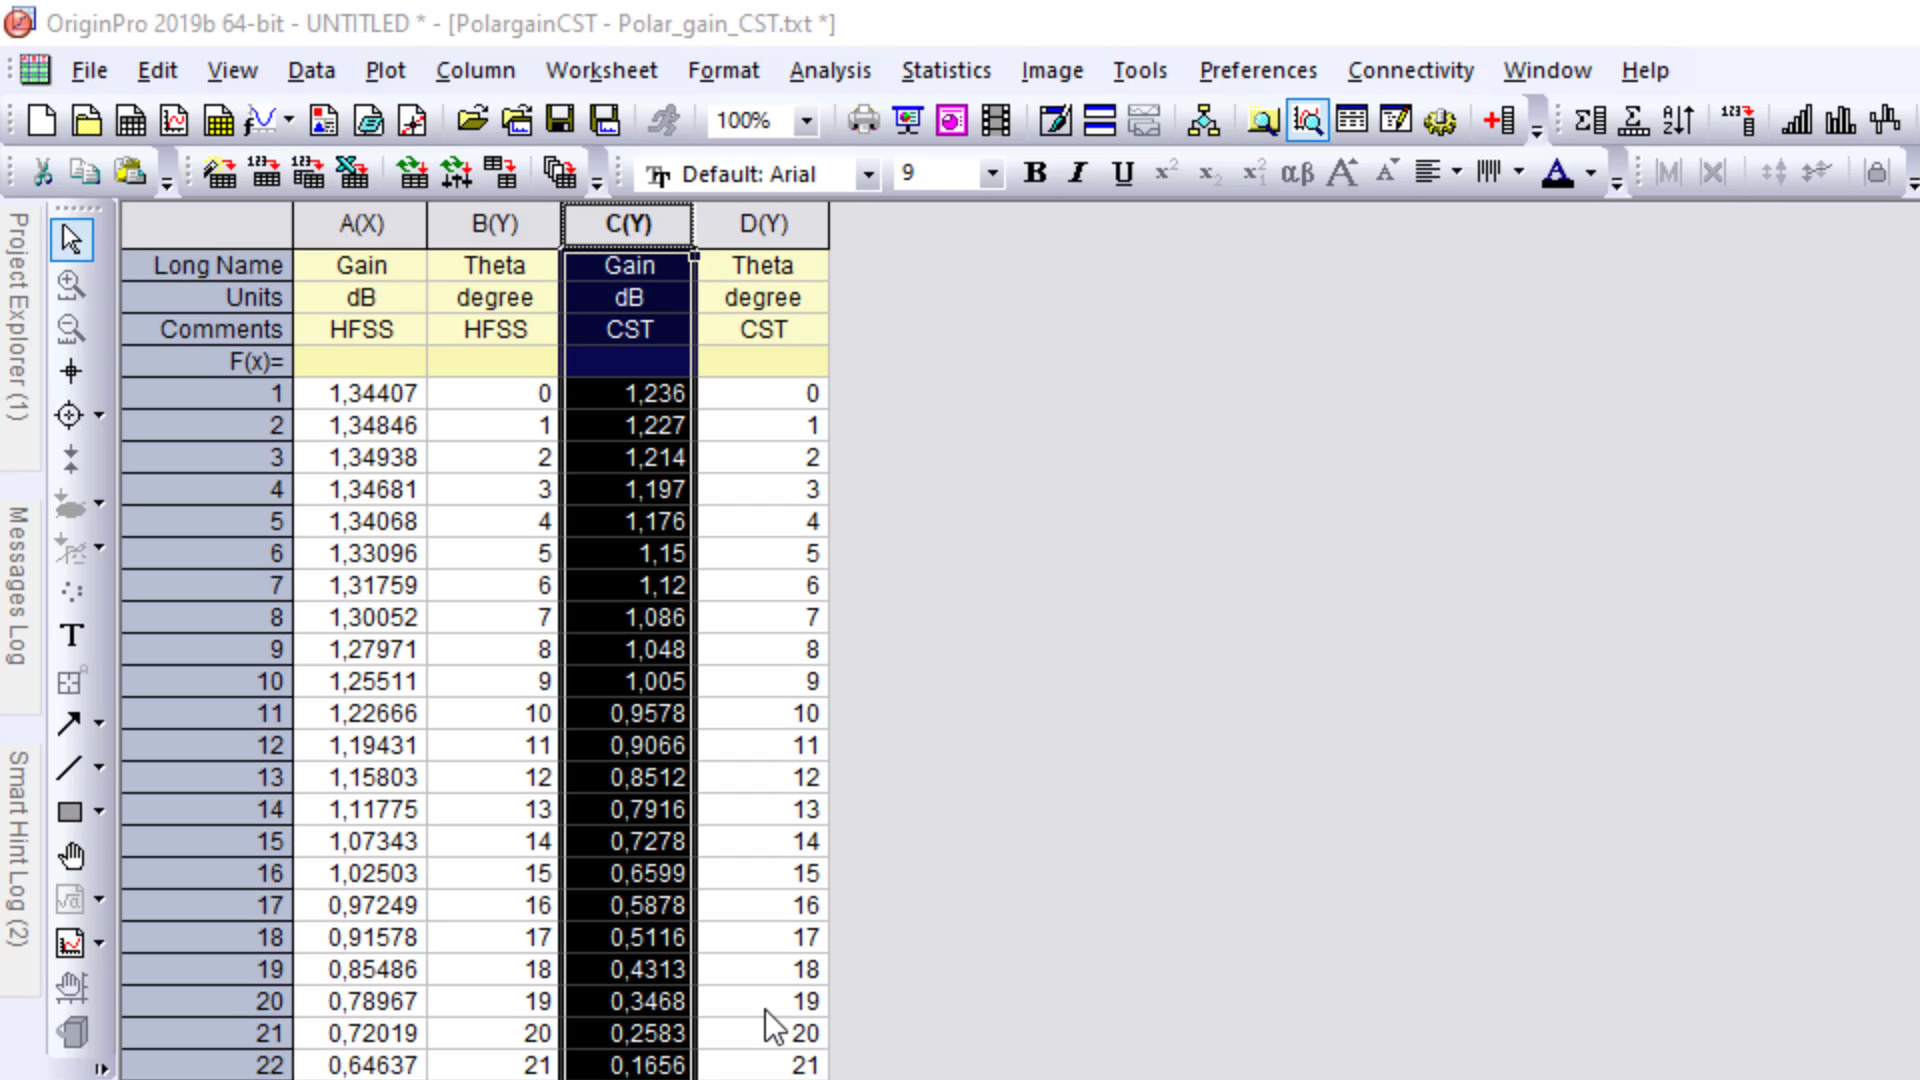 OriginPro 2019b 64-bit - UNTITLED * - [PolargainCST - Polar_gain_CST.txt *]
File Edit View Data Plot Column Worksheet Format Analysis Statistics Image Tools Preferences Connectivity Window Help
100%
Default: Arial 9 B I U x² x₂ αβ A A A
Project Explorer (1)
Messages Log
Smart Hint Log (2)
T
A(X) B(Y) C(Y) D(Y)
Long Name Gain Theta Gain Theta
Units dB degree dB degree
Comments HFSS HFSS CST CST
F(x)=
1 1,34407 0 1,236 0
2 1,34846 1 1,227 1
3 1,34938 2 1,214 2
4 1,34681 3 1,197 3
5 1,34068 4 1,176 4
6 1,33096 5 1,15 5
7 1,31759 6 1,12 6
8 1,30052 7 1,086 7
9 1,27971 8 1,048 8
10 1,25511 9 1,005 9
11 1,22666 10 0,9578 10
12 1,19431 11 0,9066 11
13 1,15803 12 0,8512 12
14 1,11775 13 0,7916 13
15 1,07343 14 0,7278 14
16 1,02503 15 0,6599 15
17 0,97249 16 0,5878 16
18 0,91578 17 0,5116 17
19 0,85486 18 0,4313 18
20 0,78967 19 0,3468 19
21 0,72019 20 0,2583 20
22 0,64637 21 0,1656 21